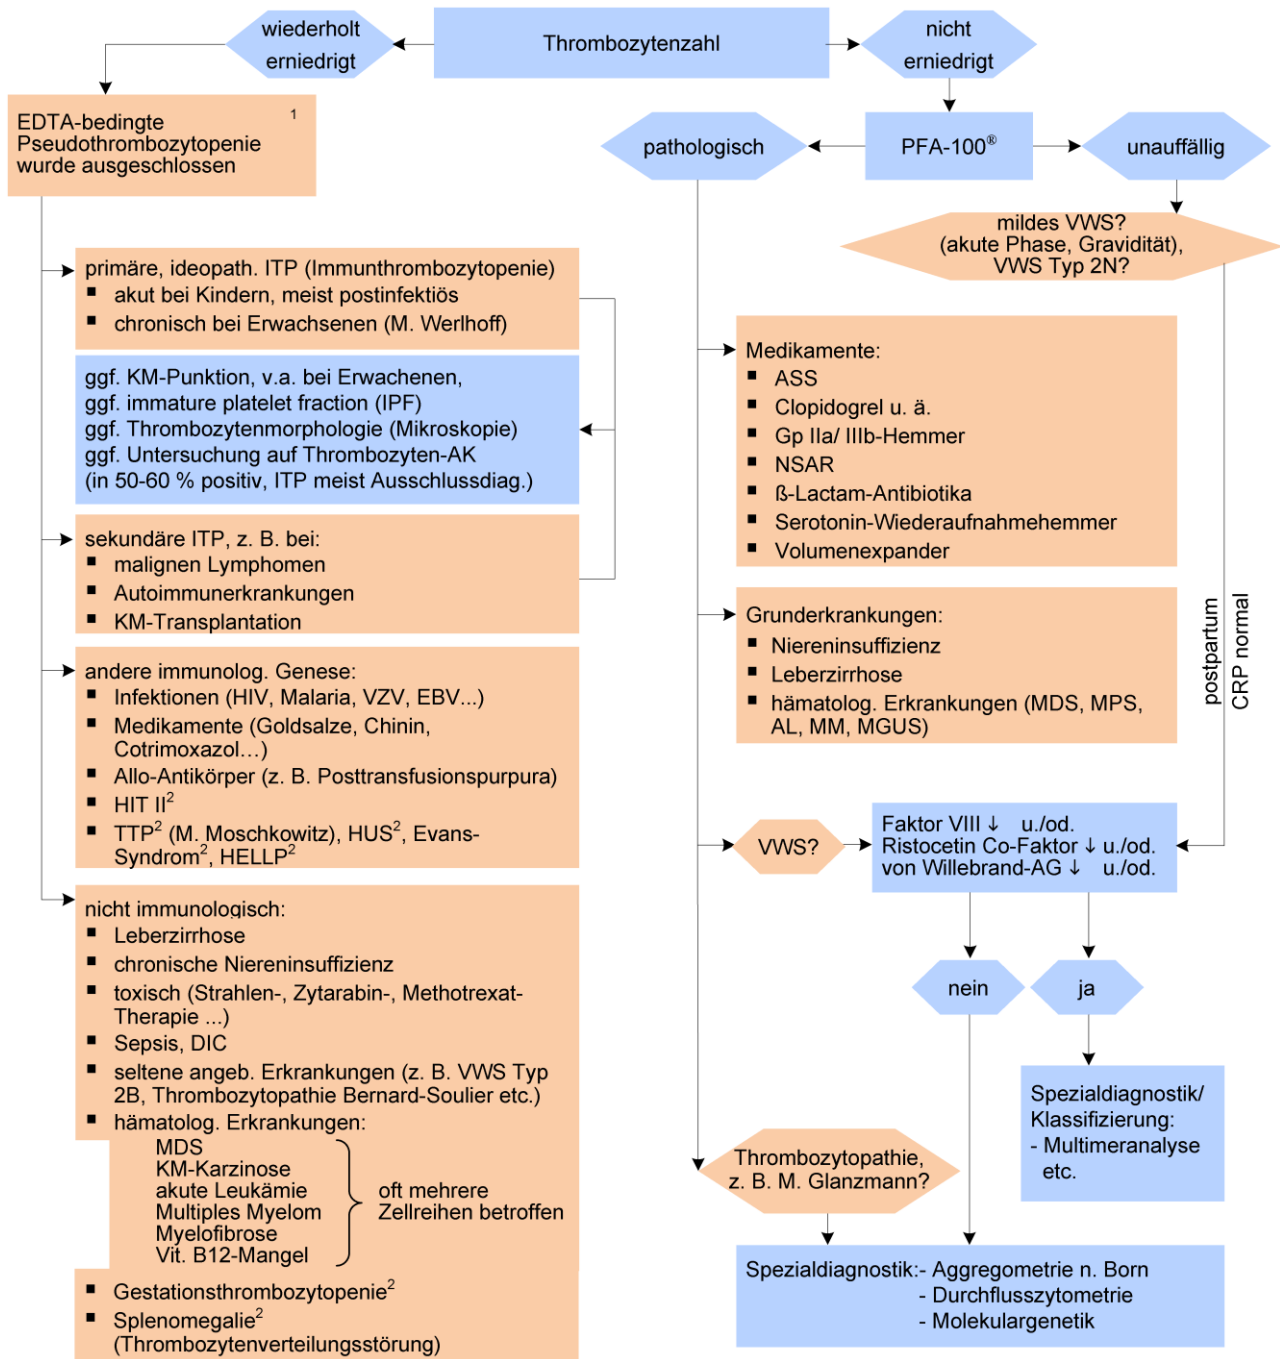 wiederholt
erniedrigt
Thrombozytenzahl
nicht
erniedrigt
EDTA-bedingte 1
Pseudothrombozytopenie
wurde ausgeschlossen
pathologisch
PFA-100®
unauffällig
mildes VWS?
(akute Phase, Gravidität),
VWS Typ 2N?
primäre, ideopath. ITP (Immunthrombozytopenie)
▪ akut bei Kindern, meist postinfektiös
▪ chronisch bei Erwachsenen (M. Werlhoff)
ggf. KM-Punktion, v.a. bei Erwachenen,
ggf. immature platelet fraction (IPF)
ggf. Thrombozytenmorphologie (Mikroskopie)
ggf. Untersuchung auf Thrombozyten-AK
(in 50-60 % positiv, ITP meist Ausschlussdiag.)
sekundäre ITP, z. B. bei:
▪ malignen Lymphomen
▪ Autoimmunerkrankungen
▪ KM-Transplantation
andere immunolog. Genese:
▪ Infektionen (HIV, Malaria, VZV, EBV...)
▪ Medikamente (Goldsalze, Chinin,
Cotrimoxazol…)
▪ Allo-Antikörper (z. B. Posttransfusionspurpura)
▪ HIT II²
▪ TTP² (M. Moschkowitz), HUS², Evans-
Syndrom², HELLP²
nicht immunologisch:
▪ Leberzirrhose
▪ chronische Niereninsuffizienz
▪ toxisch (Strahlen-, Zytarabin-, Methotrexat-
Therapie ...)
▪ Sepsis, DIC
▪ seltene angeb. Erkrankungen (z. B. VWS Typ
2B, Thrombozytopathie Bernard-Soulier etc.)
▪ hämatolog. Erkrankungen:
MDS
KM-Karzinose
akute Leukämie
Multiples Myelom
Myelofibrose
Vit. B12-Mangel
oft mehrere
Zellreihen betroffen
▪ Gestationsthrombozytopenie²
▪ Splenomegalie²
(Thrombozytenverteilungsstörung)
Medikamente:
▪ ASS
▪ Clopidogrel u. ä.
▪ Gp IIa/ IIIb-Hemmer
▪ NSAR
▪ ß-Lactam-Antibiotika
▪ Serotonin-Wiederaufnahmehemmer
▪ Volumenexpander
Grunderkrankungen:
▪ Niereninsuffizienz
▪ Leberzirrhose
▪ hämatolog. Erkrankungen (MDS, MPS,
AL, MM, MGUS)
postpartum
CRP normal
VWS?
Faktor VIII ↓ u./od.
Ristocetin Co-Faktor ↓ u./od.
von Willebrand-AG ↓ u./od.
nein
ja
Spezialdiagnostik/
Klassifizierung:
- Multimeranalyse
etc.
Thrombozytopathie,
z. B. M. Glanzmann?
Spezialdiagnostik:- Aggregometrie n. Born
- Durchflusszytometrie
- Molekulargenetik